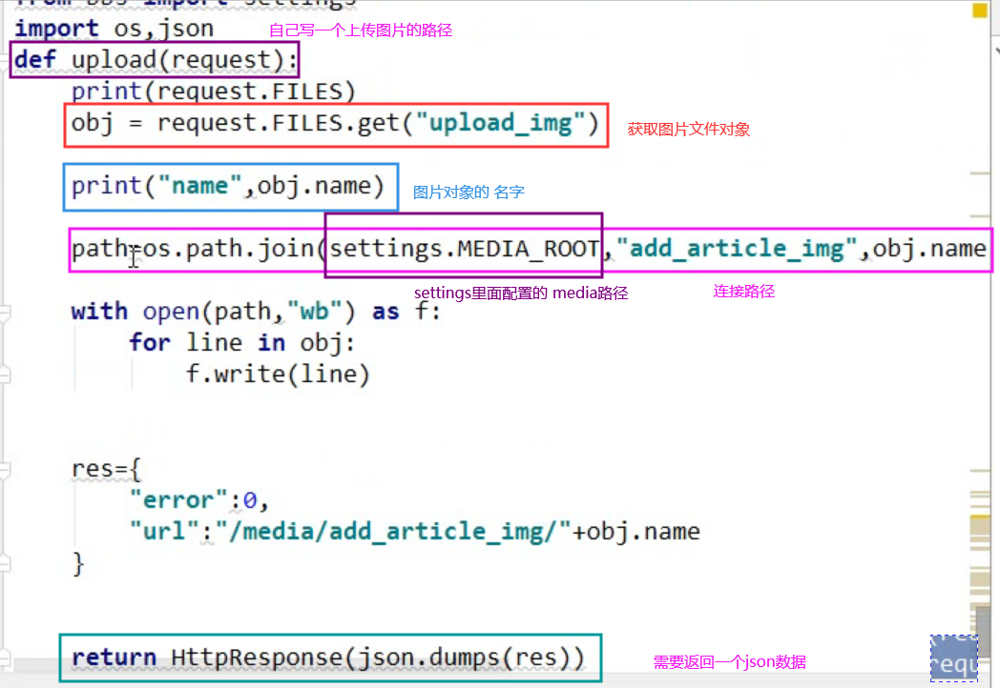 from BBS import settings
import os,json 自己写一个上传图片的路径
def upload(request):
print(request.FILES)
obj = request.FILES.get("upload_img") 获取图片文件对象
print("name",obj.name) 图片对象的 名字
path=os.path.join(settings.MEDIA_ROOT,"add_article_img",obj.name
settings里面配置的 media路径 连接路径
with open(path,"wb") as f:
for line in obj:
f.write(line)
res={
"error":0,
"url":"/media/add_article_img/"+obj.name
}
return HttpResponse(json.dumps(res)) 需要返回一个json数据
requ